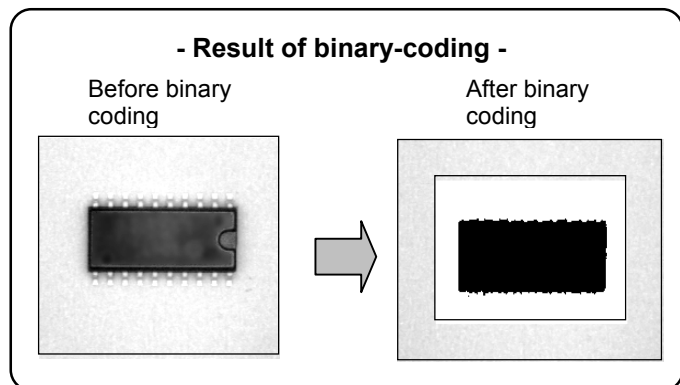 - Result of binary-coding -
Before binary
coding
After binary
coding